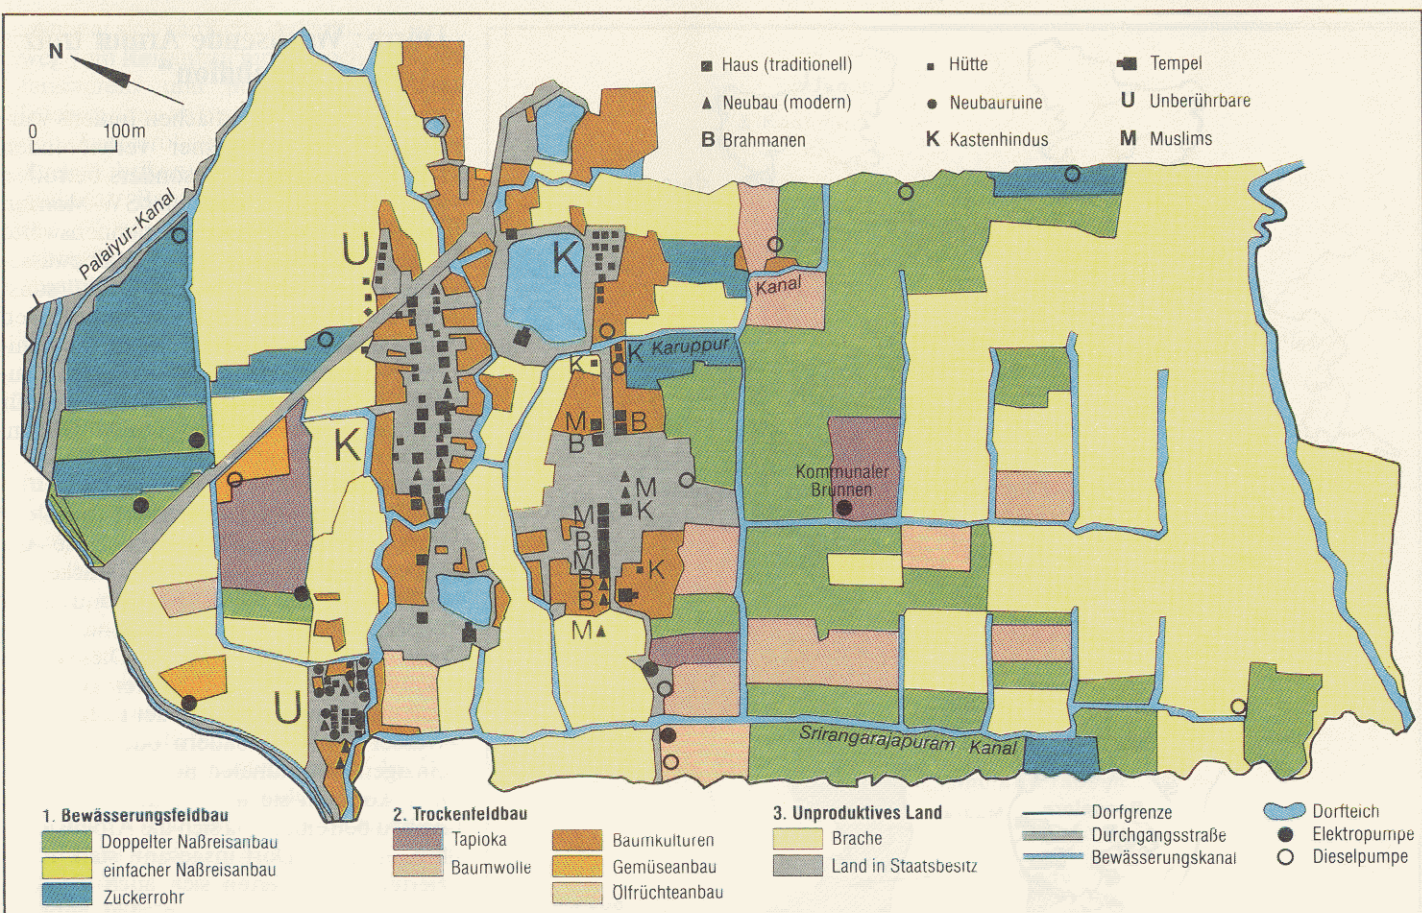 N
0 100m
Haus (traditionell)
Hütte
Tempel
Neubau (modern)
Neubauruine
U Unberührbare
B Brahmanen
K Kastenhindus
M Muslims
Palaiyur-Kanal
U
K
Kanal
Karuppur
K
K
K
M
B
B
Kommunaler
Brunnen
M
K
M
B
M
B
K
B
M
U
Srirangarajapuram Kanal
1. Bewässerungsfeldbau
Doppelter Naßreisanbau
einfacher Naßreisanbau
Zuckerrohr
2. Trockenfeldbau
Tapioka
Baumwolle
Baumkulturen
Gemüseanbau
Ölfrüchteanbau
3. Unproduktives Land
Brache
Land in Staatsbesitz
Dorfgrenze
Durchgangsstraße
Bewässerungskanal
Dorfteich
Elektropumpe
Dieselpumpe